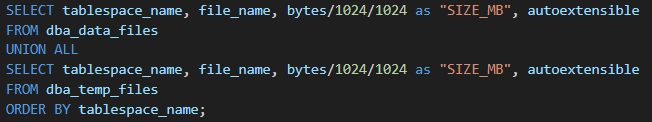 SELECT tablespace_name, file_name, bytes/1024/1024 as "SIZE_MB", autoextensible
FROM dba_data_files
UNION ALL
SELECT tablespace_name, file_name, bytes/1024/1024 as "SIZE_MB", autoextensible
FROM dba_temp_files
ORDER BY tablespace_name;